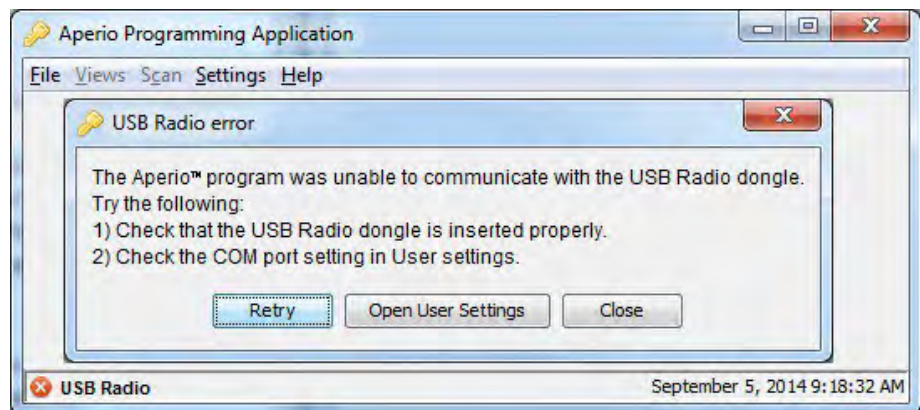 Aperio Programming Application
File Views Scan Settings Help
USB Radio error
The Aperio™ program was unable to communicate with the USB Radio dongle.
Try the following:
1) Check that the USB Radio dongle is inserted properly.
2) Check the COM port setting in User settings.
Retry Open User Settings Close
USB Radio September 5, 2014 9:18:32 AM